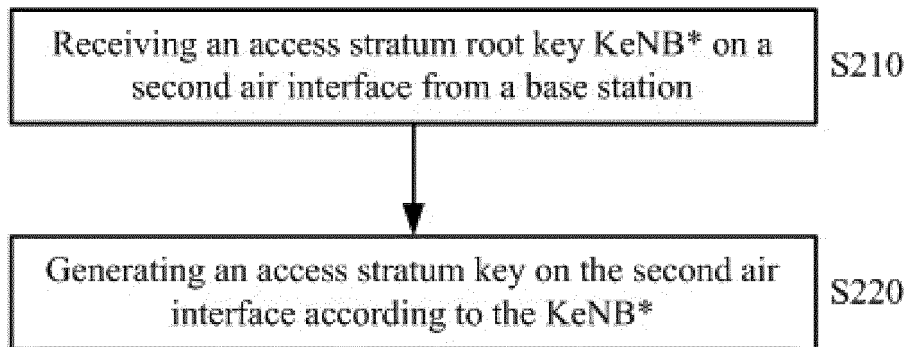 Receiving an access stratum root key KeNB* on a
second air interface from a base station
S210
Generating an access stratum key on the second air
interface according to the KeNB*
S220